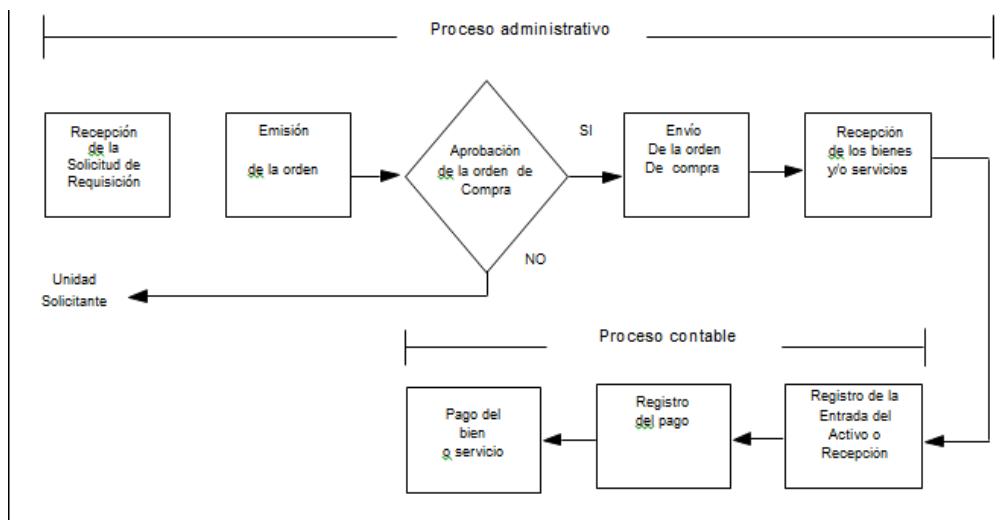 Proceso administrativo
Recepción
de la
Solicitud de
Requisición
Emisión
de la orden
Aprobación
de la orden de
Compra
SI
Envío
De la orden
De compra
Recepción
de los bienes
y/o servicios
NO
Unidad
Solicitante
Proceso contable
Pago del
bien
o servicio
Registro
del pago
Registro de la
Entrada del
Activo o
Recepción